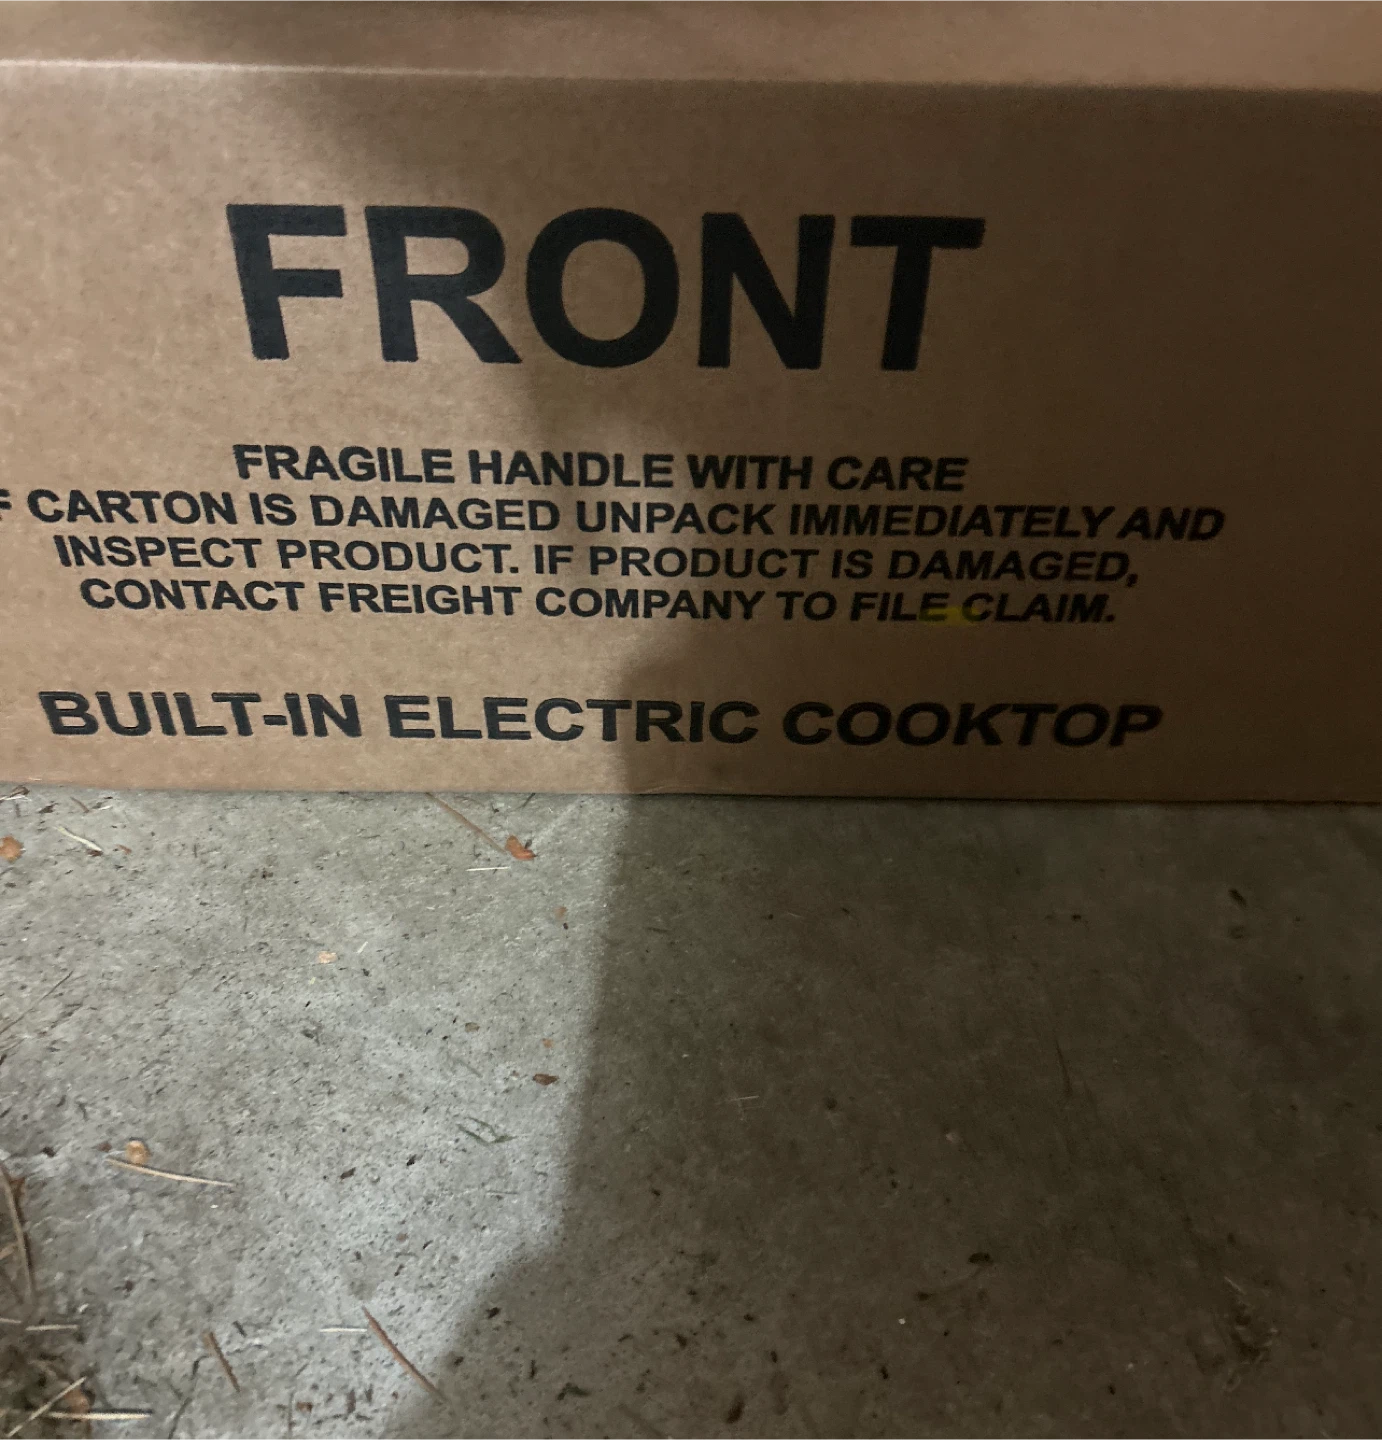 FRONT
FRAGILE HANDLE WITH CARE
F CARTON IS DAMAGED UNPACK IMMEDIATELY AND
INSPECT PRODUCT. IF PRODUCT IS DAMAGED,
CONTACT FREIGHT COMPANY TO FILE CLAIM.
BUILT-IN ELECTRIC COOKTOP